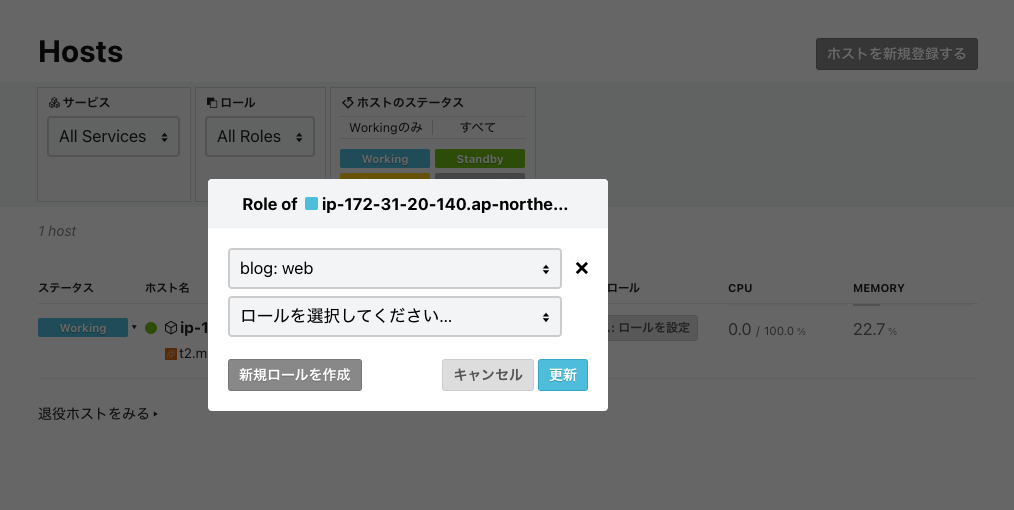 Hosts
ホストを新規登録する
サービス
ロール
ホストのステータス
All Services
All Roles
Workingのみ
すべて
Working
Standby
Role of ip-172-31-20-140.ap-northe...
1 host
blog: web
ロールを選択してください...
新規ロールを作成
キャンセル
更新
ステータス
ホスト名
ロール
CPU
MEMORY
Working
ip-1
: ロールを設定
0.0 / 100.0 %
22.7 %
t2.m
退役ホストをみる